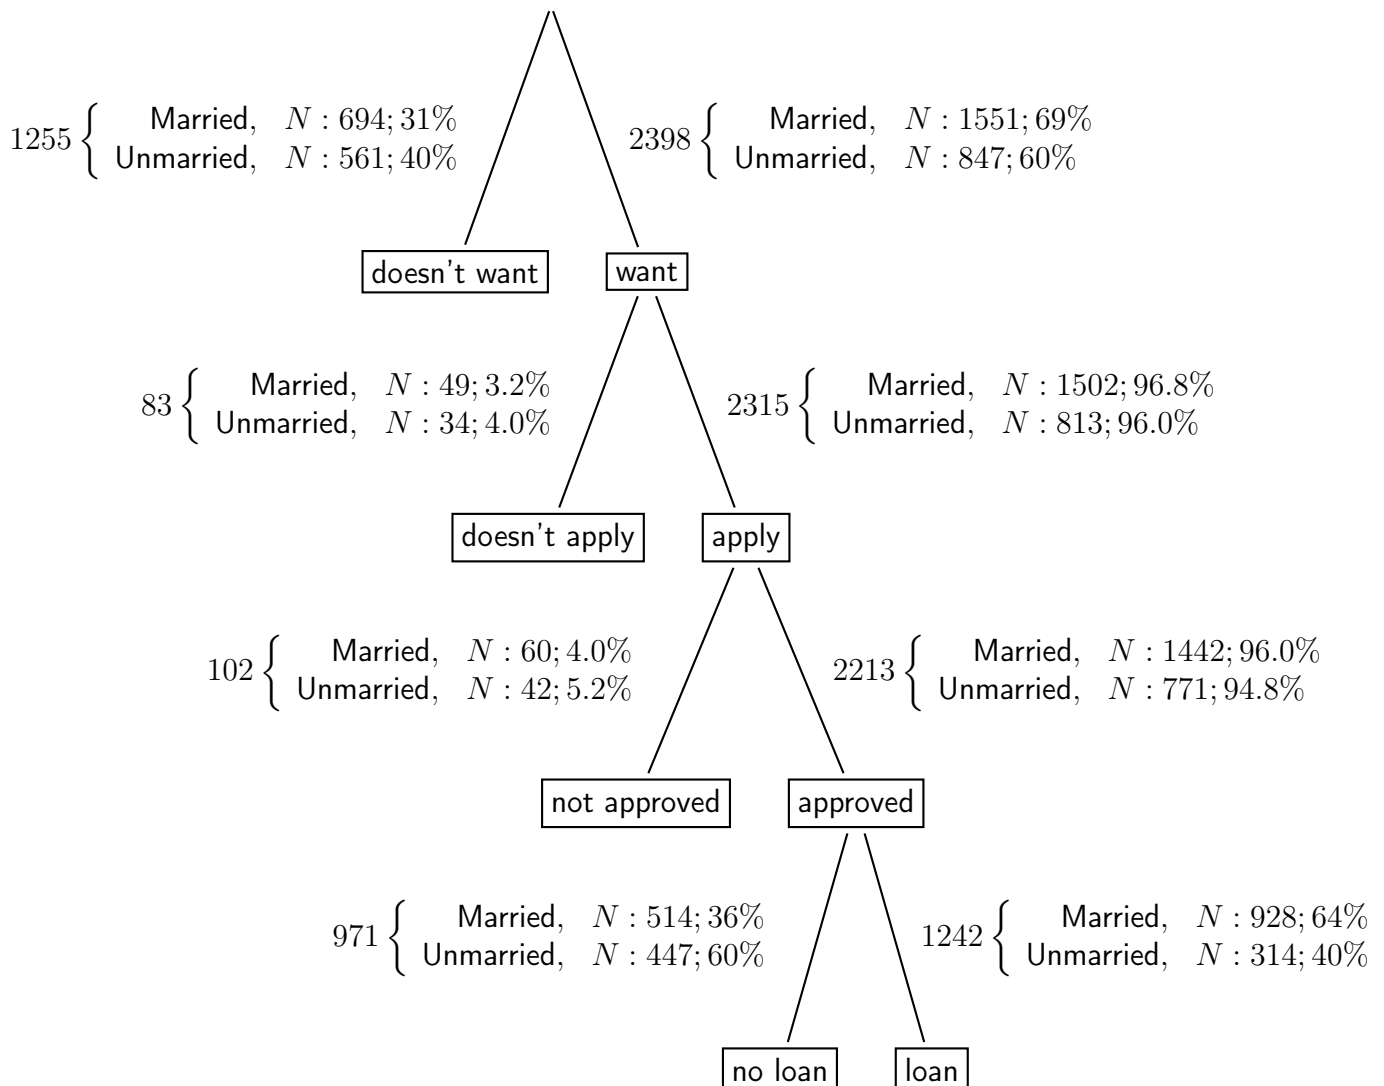 1255 { Married, N : 694; 31%
Unmarried, N : 561; 40%
2398 { Married, N : 1551; 69%
Unmarried, N : 847; 60%
doesn't want
want
83 { Married, N : 49; 3.2%
Unmarried, N : 34; 4.0%
2315 { Married, N : 1502; 96.8%
Unmarried, N : 813; 96.0%
doesn't apply
apply
102 { Married, N : 60; 4.0%
Unmarried, N : 42; 5.2%
2213 { Married, N : 1442; 96.0%
Unmarried, N : 771; 94.8%
not approved
approved
971 { Married, N : 514; 36%
Unmarried, N : 447; 60%
1242 { Married, N : 928; 64%
Unmarried, N : 314; 40%
no loan
loan